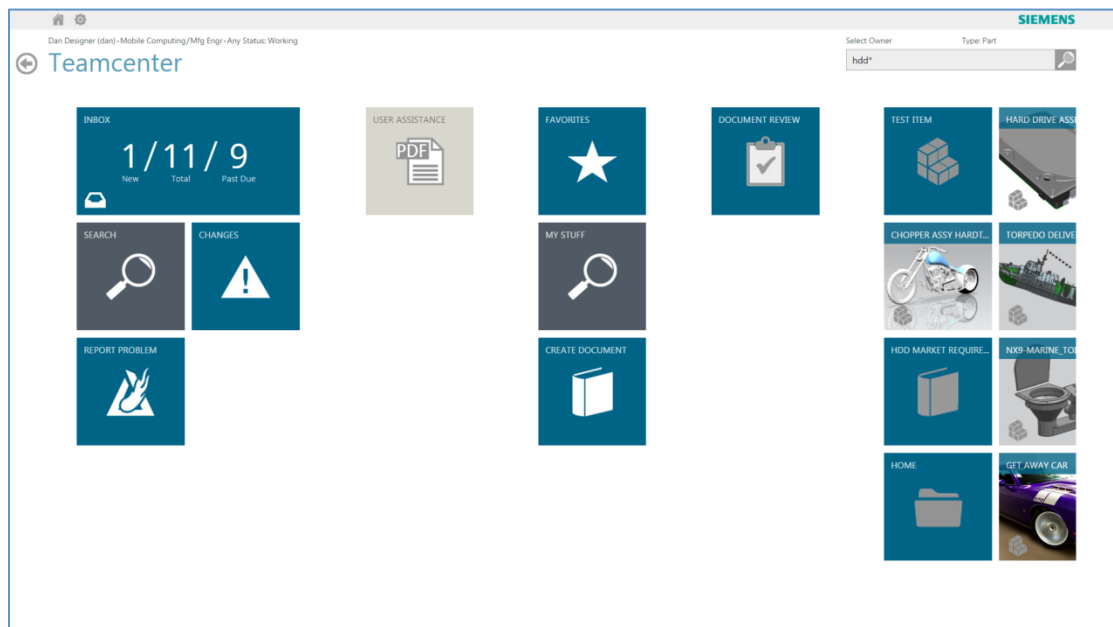 SIEMENS
Dan Designer (dan)-Mobile Computing/Mfg Engr-Any Status: Working
Select Owner
Type: Part
Teamcenter
hdd*
INBOX
1/11/9
New
Total
Past Due
USER ASSISTANCE
PDF
FAVORITES
DOCUMENT REVIEW
TEST ITEM
HARD DRIVE ASS
SEARCH
CHANGES
MY STUFF
CHOPPER ASSY HARDT...
TORPEDO DELIVE
REPORT PROBLEM
CREATE DOCUMENT
HDD MARKET REQUIRE...
NX9-MARINE_TO
HOME
GET AWAY CAR